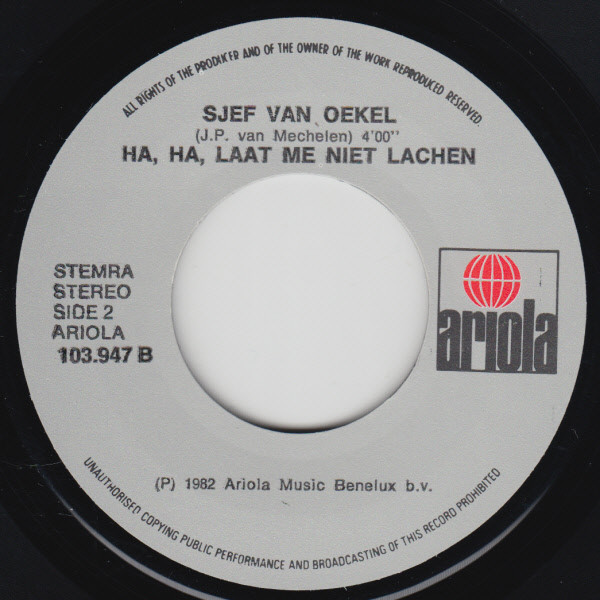 ALL RIGHTS OF THE PRODUKER AND OF THE OWNER OF THE WORK REPRODUCED RESERVED.
SJEF VAN OEKEL
(J.P. van Mechelen) 4'00"
HA, HA, LAAT ME NIET LACHEN
STEMRA
STEREO
SIDE 2
ARIOLA
103.947 B
ariola
(P) 1982 Ariola Music Benelux b.v.
UNAUTHORISED COPYING PUBLIC PERFORMANCE AND BROADCASTING OF THIS RECORD PROHIBITED